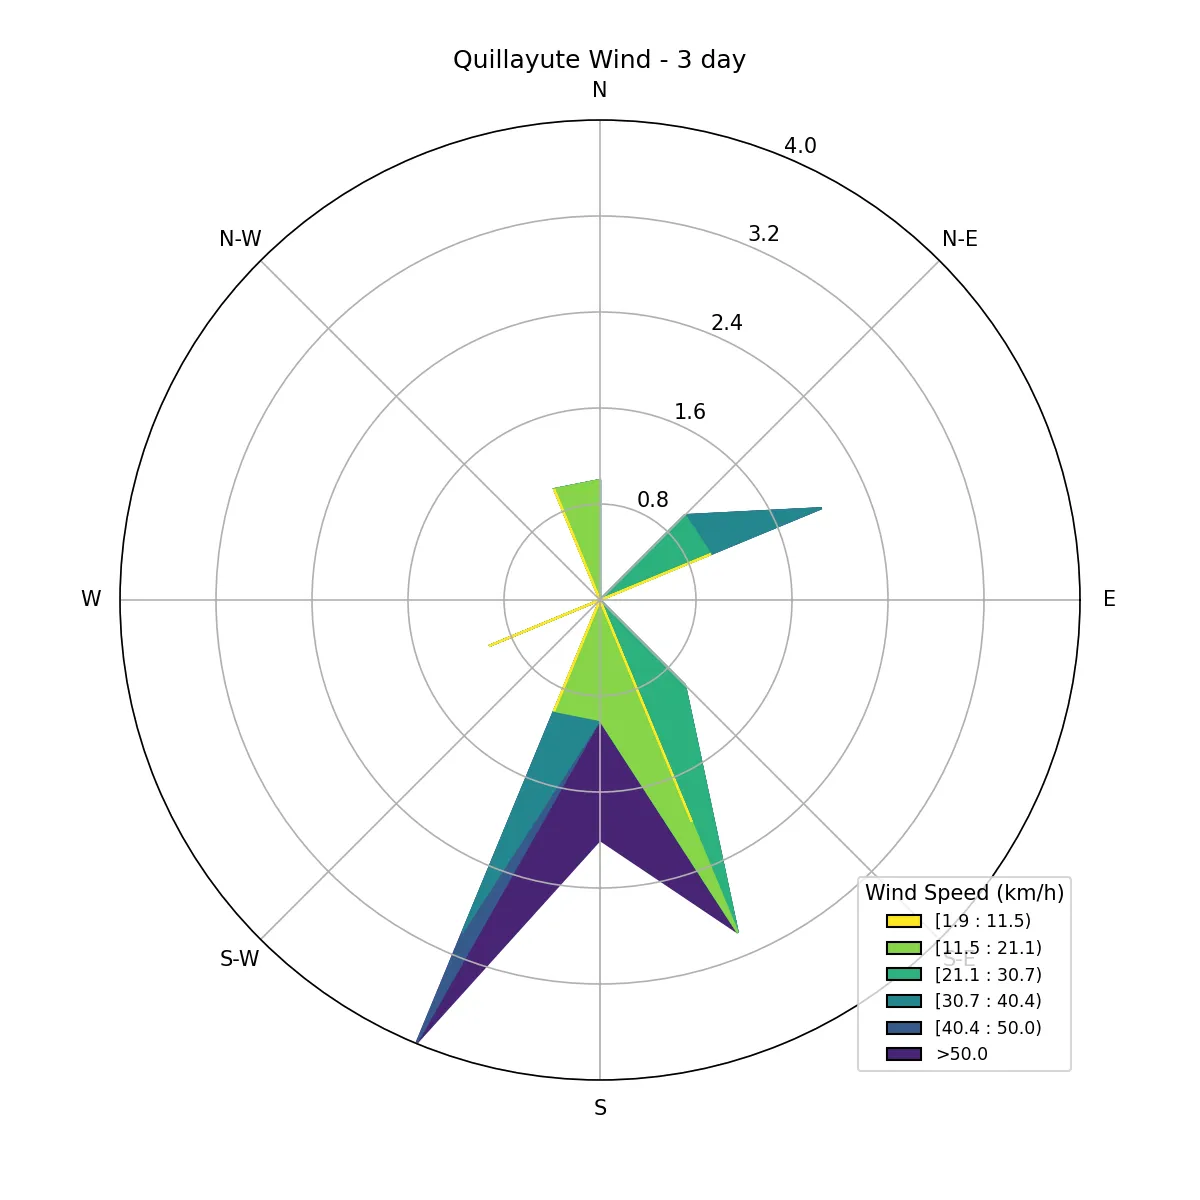 Quillayute Wind - 3 day
N
4.0
N-W
3.2
N-E
2.4
1.6
0.8
W
E
Wind Speed (km/h)
[1.9 : 11.5)
[11.5 : 21.1)
S-W
S-E
[21.1 : 30.7)
[30.7 : 40.4)
[40.4 : 50.0)
>50.0
S